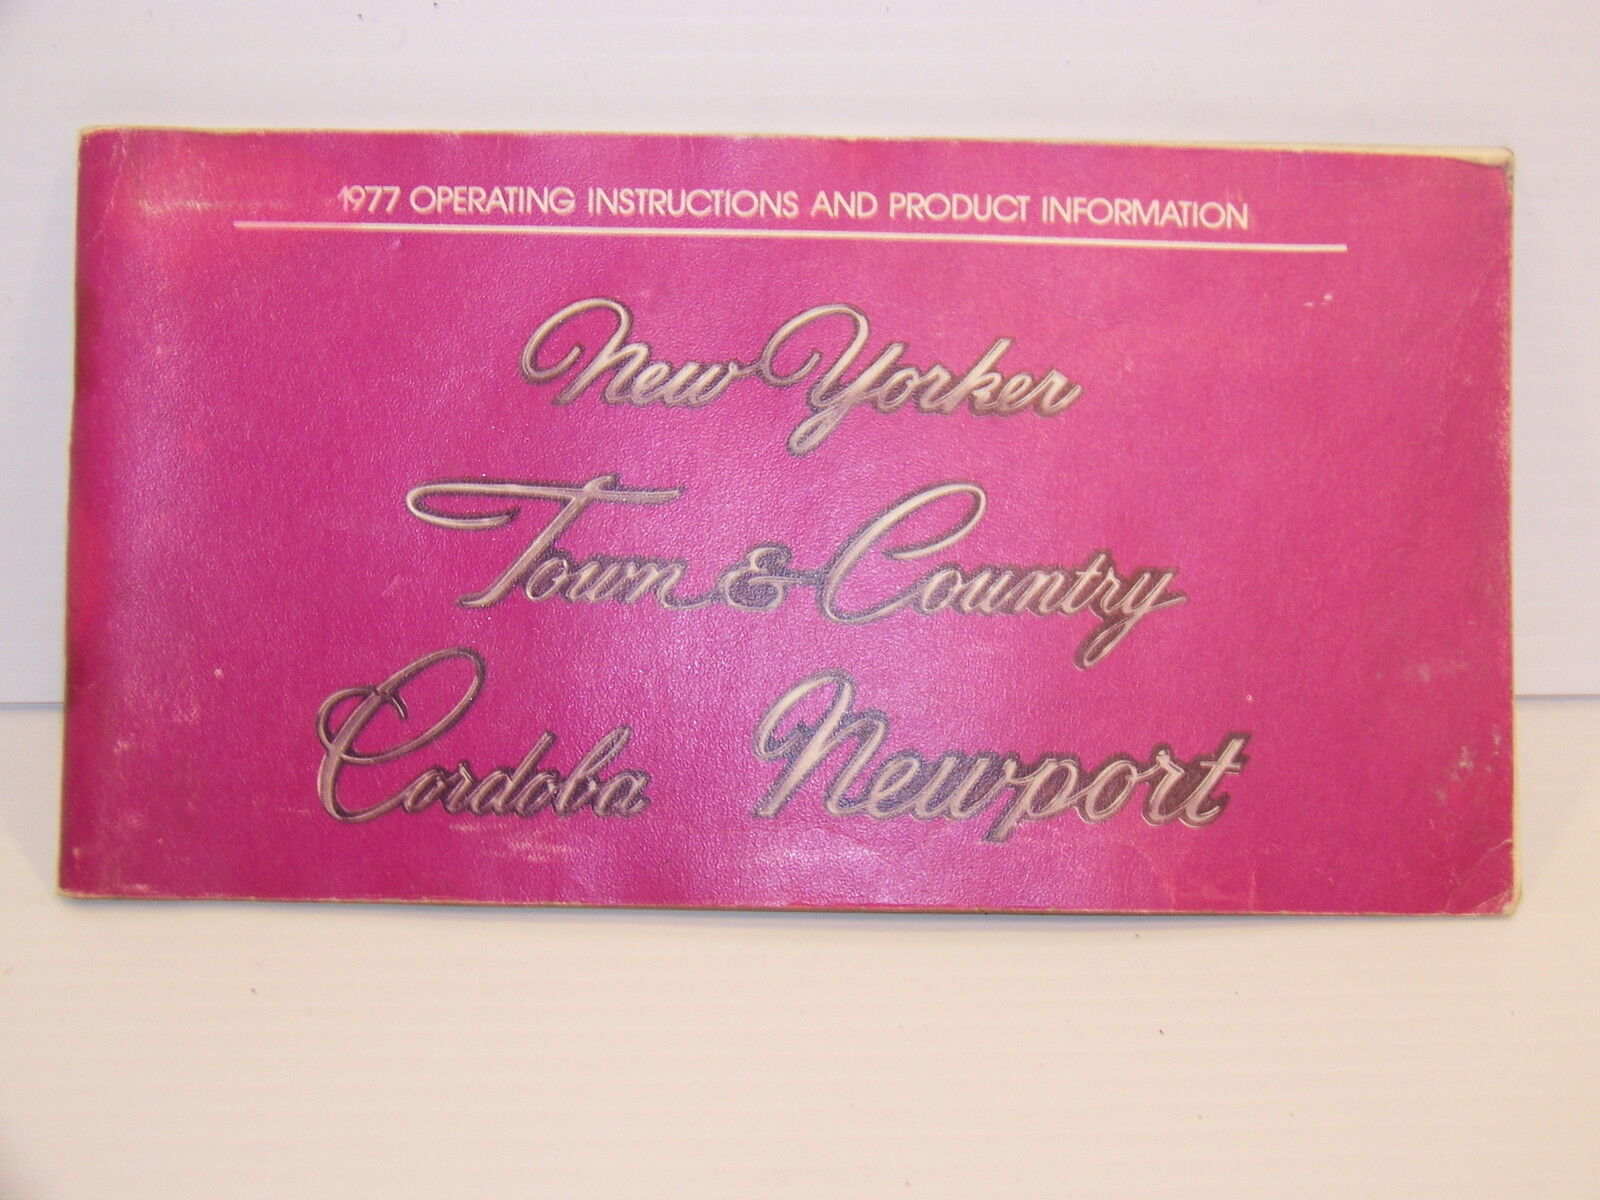 1977 OPERATING INSTRUCTIONS AND PRODUCT INFORMATION
New Yorker
Town & Country
Cordoba Newport